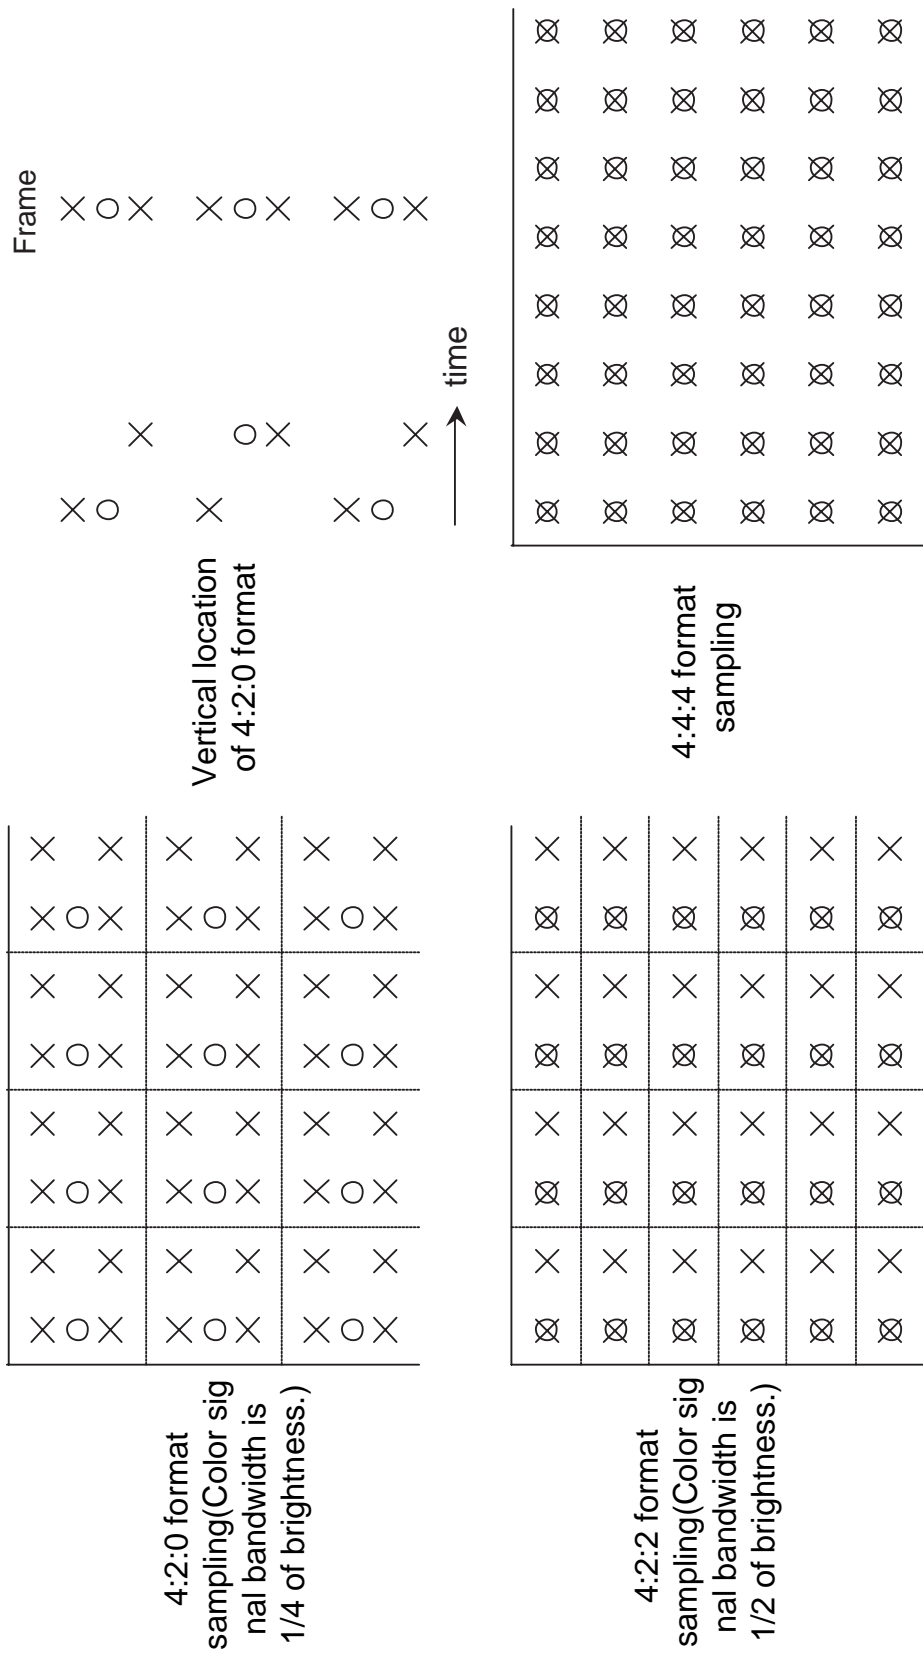 4:2:0 format
sampling(Color sig
nal bandwidth is
1/4 of brightness.)
Vertical location
of 4:2:0 format
Frame
time
4:2:2 format
sampling(Color sig
nal bandwidth is
1/2 of brightness.)
4:4:4 format
sampling